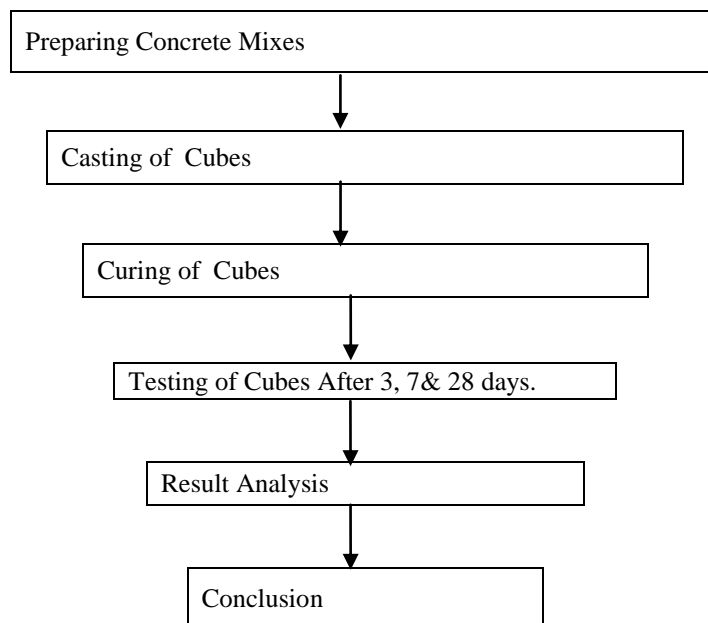 Preparing Concrete Mixes
Casting of  Cubes
Curing of  Cubes
Testing of Cubes After 3, 7& 28 days.
Result Analysis
Conclusion